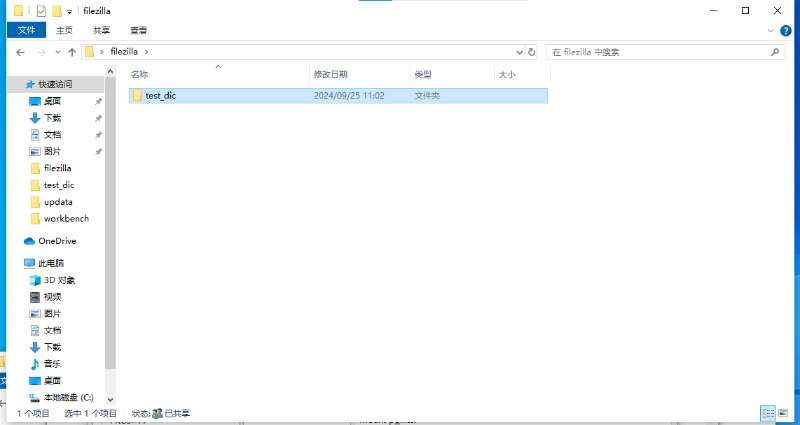 filezilla
文件 主页 共享 查看
filezilla
在 filezilla 中搜索
名称 修改日期 类型 大小
test_dic 2024/09/25 11:02 文件夹
快速访问
桌面
下载
文档
图片
filezilla
test_dic
updata
workbench
OneDrive
此电脑
3D 对象
视频
图片
文档
下载
音乐
桌面
本地磁盘 (C:)
1 个项目 选中 1 个项目 状态: 已共享